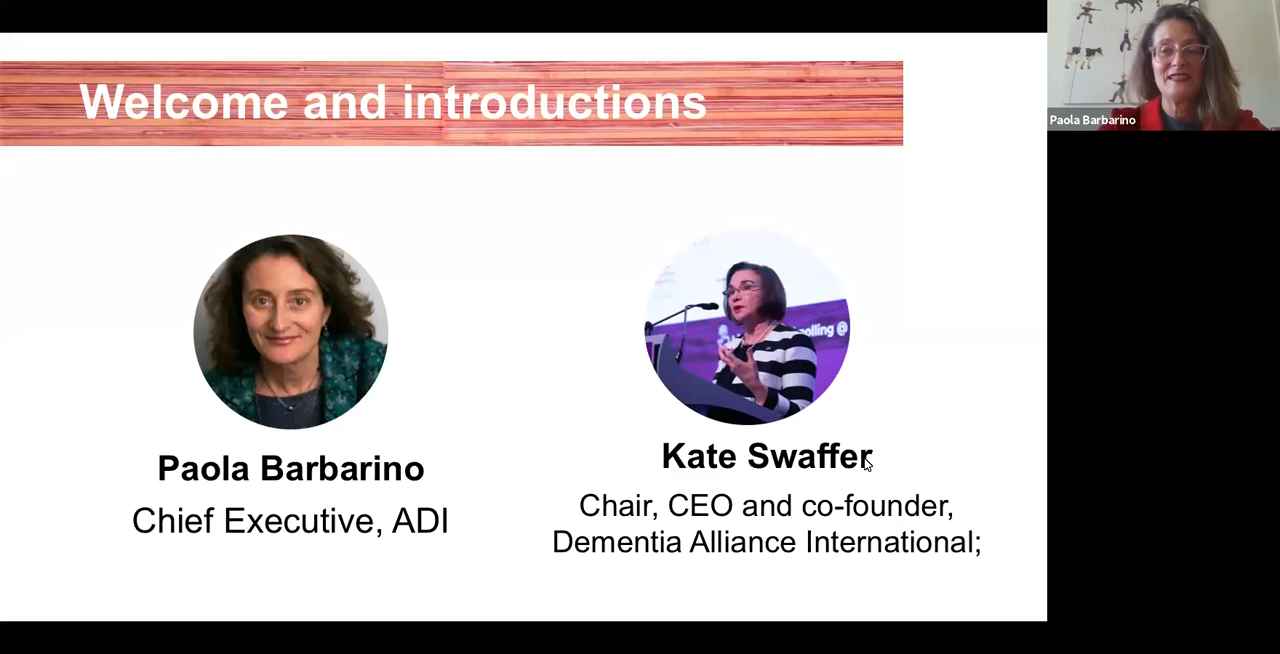 Welcome and introductions
Paola Barbarino
olling @
Paola Barbarino
Chief Executive, ADI
Kate Swaffer
Chair, CEO and co-founder,
Dementia Alliance International;